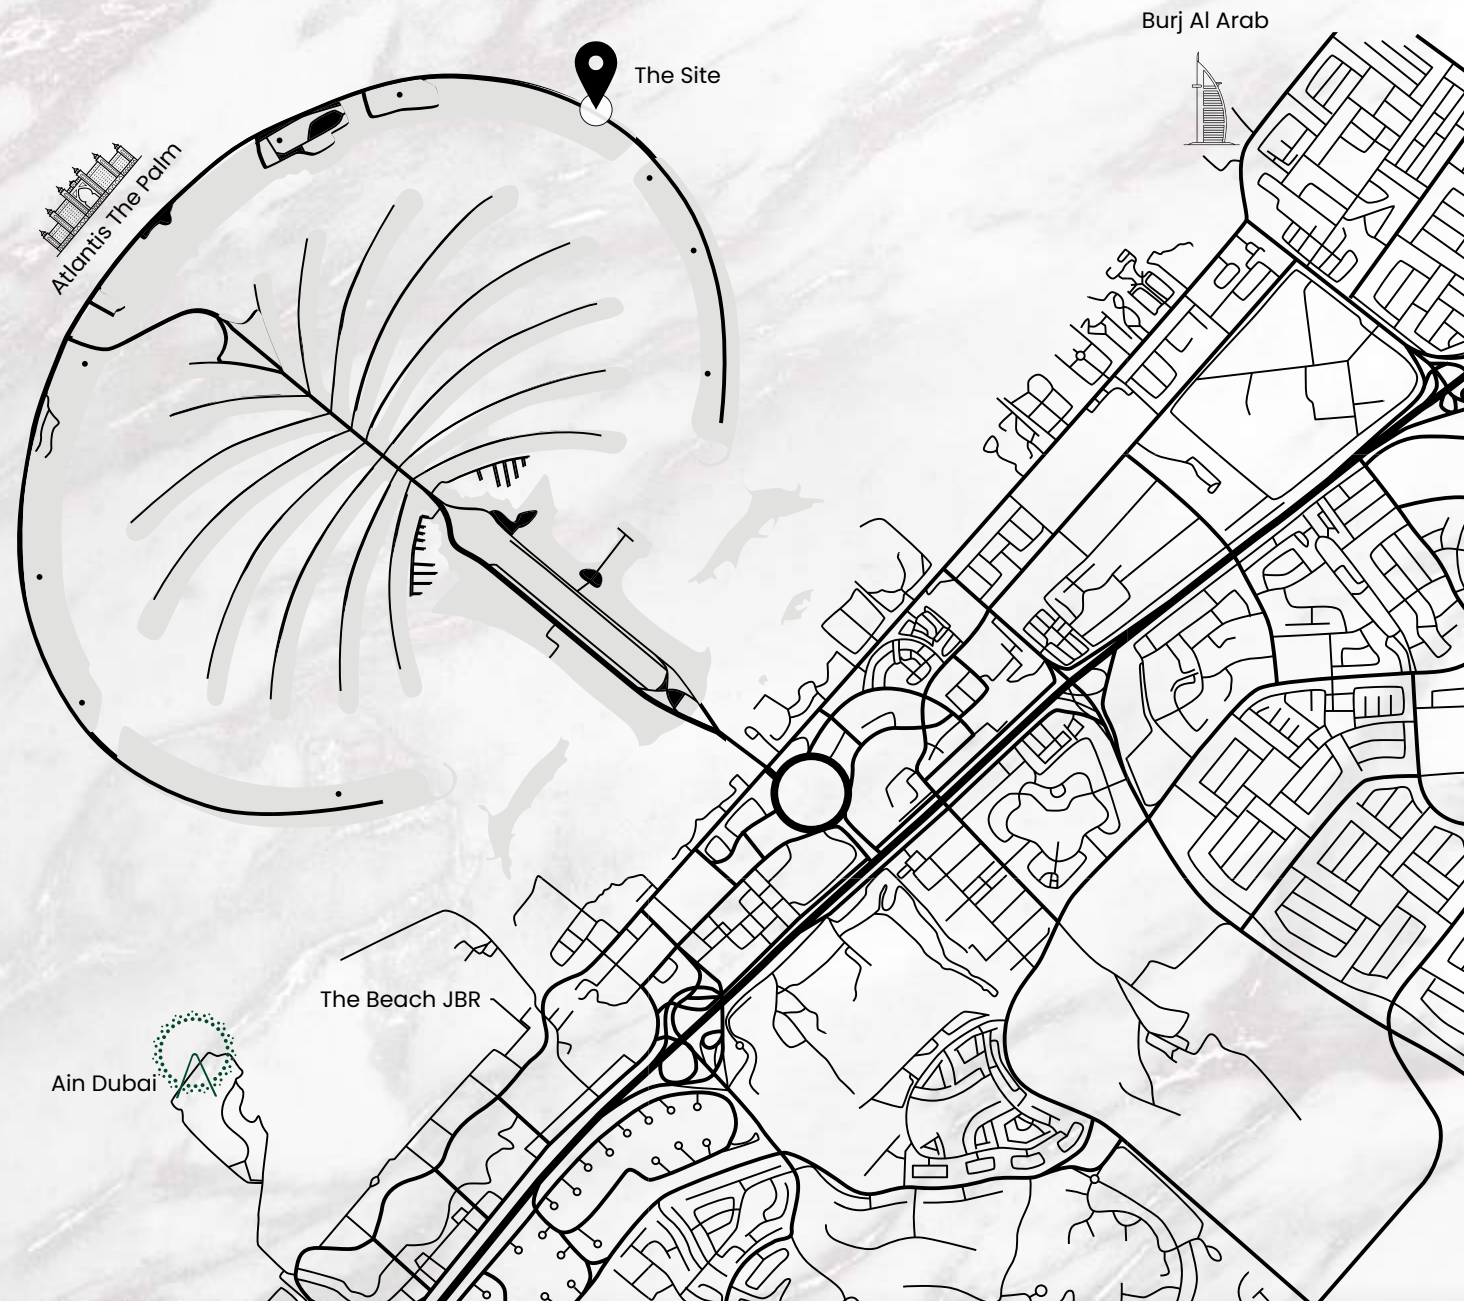 Burj Al Arab
The Site
Atlantis The Palm
The Beach JBR
Ain Dubai